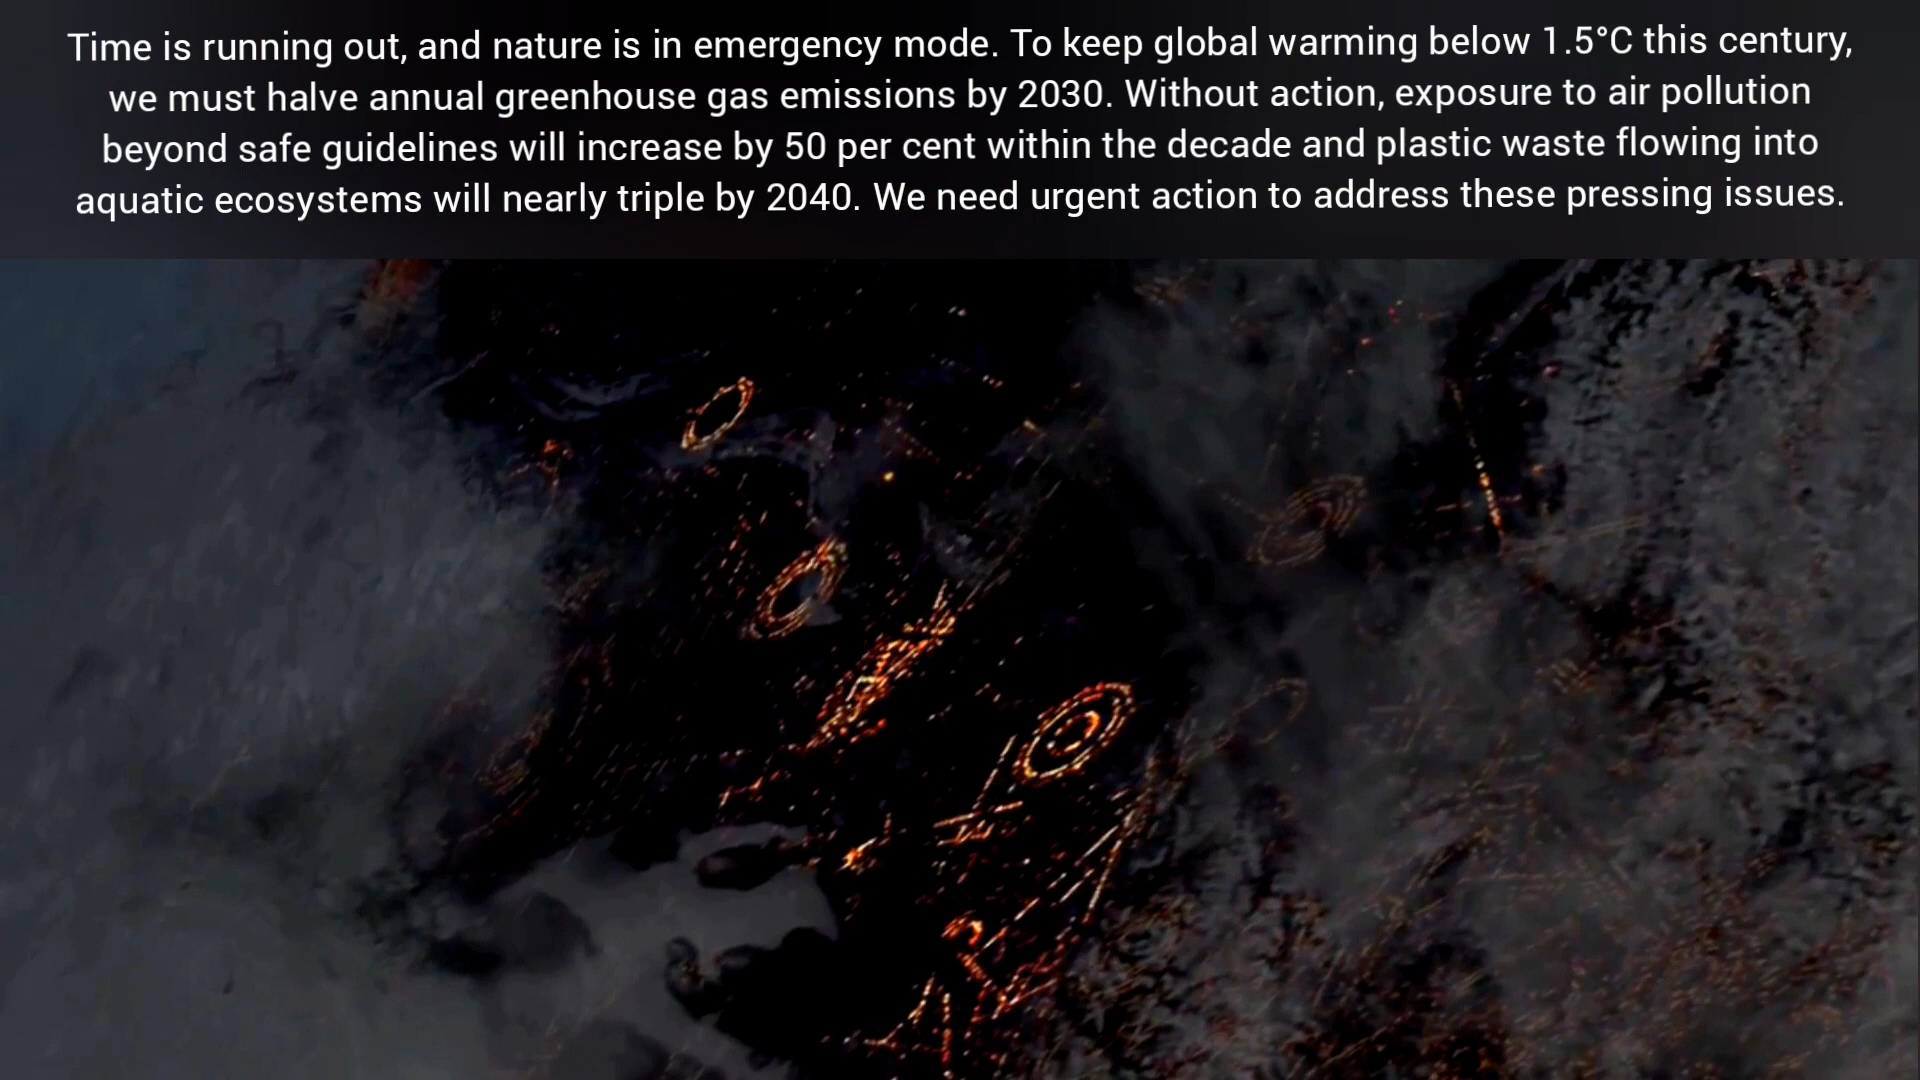 Time is running out, and nature is in emergency mode. To keep global warming below 1.5°C this century,
we must halve annual greenhouse gas emissions by 2030. Without action, exposure to air pollution
beyond safe guidelines will increase by 50 per cent within the decade and plastic waste flowing into
aquatic ecosystems will nearly triple by 2040. We need urgent action to address these pressing issues.